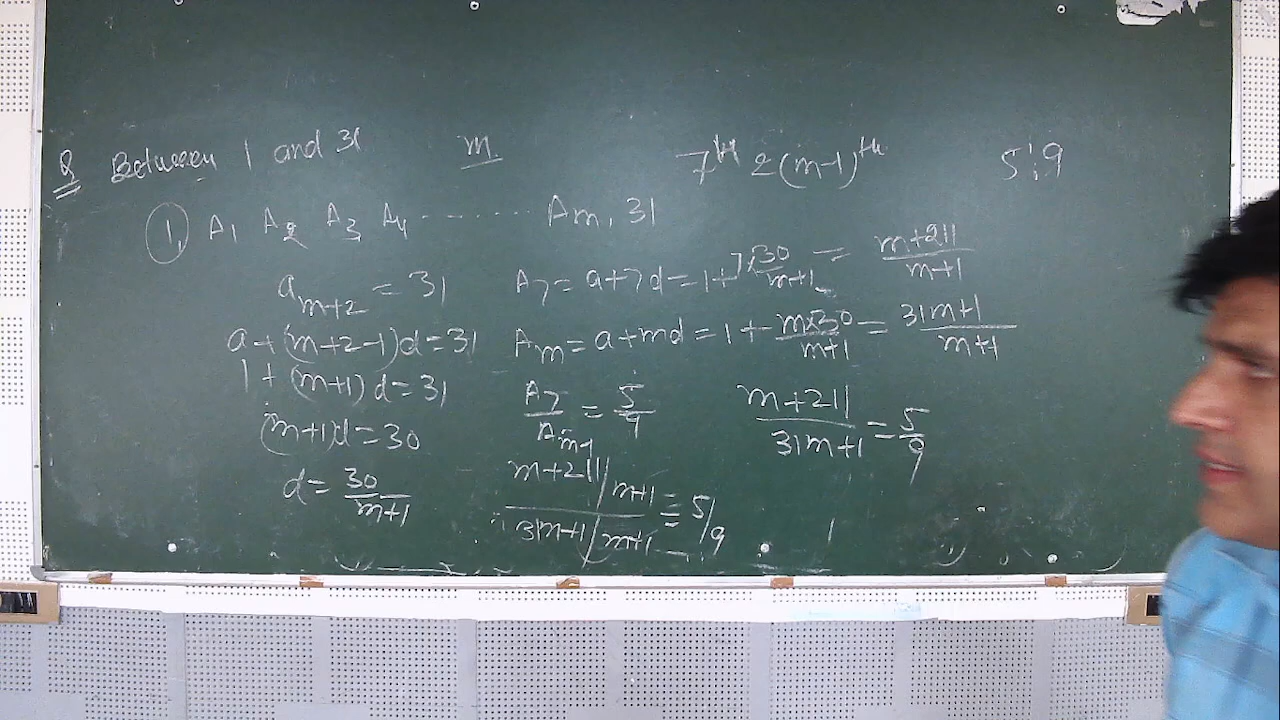 Q Between 1 and 31 m 7th & (m-1)th 5:9
1, A1 A2 A3 A4 ....... Am, 31
am+2 = 31
a+(m+2-1)d=31
1+(m+1)d=31
(m+1)d=30
d= 30/m+1
A7= a+7d=1+7x30/m+1 = m+211/m+1
Am= a+md=1+mx30/m+1 = 31m+1/m+1
A7/Am-1 = 5/9
m+211/m+1 / 31m+1/m+1 = 5/9
m+211/31m+1 = 5/9